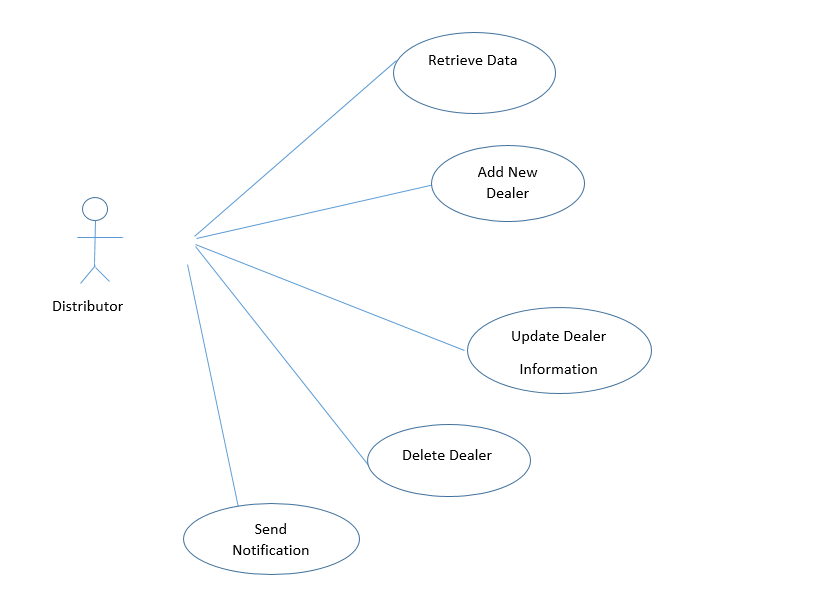 Retrieve Data
Add New
Dealer
Distributor
Update Dealer
Information
Delete Dealer
Send
Notification